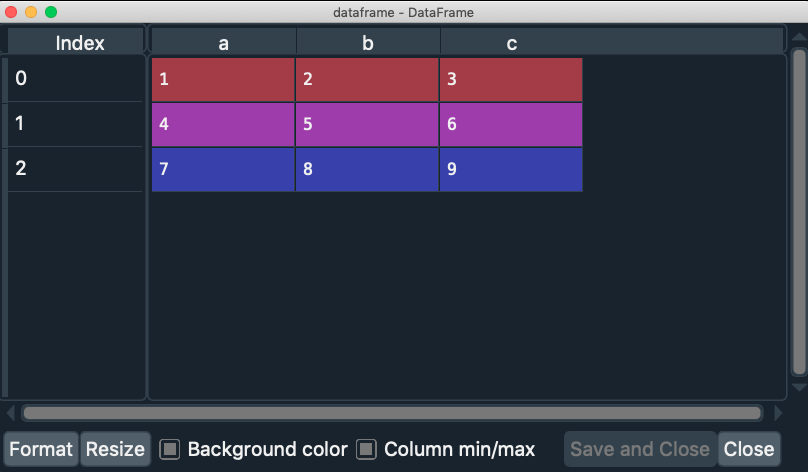 dataframe - DataFrame
Index a b c
0 1 2 3
1 4 5 6
2 7 8 9
Format Resize Background color Column min/max Save and Close Close